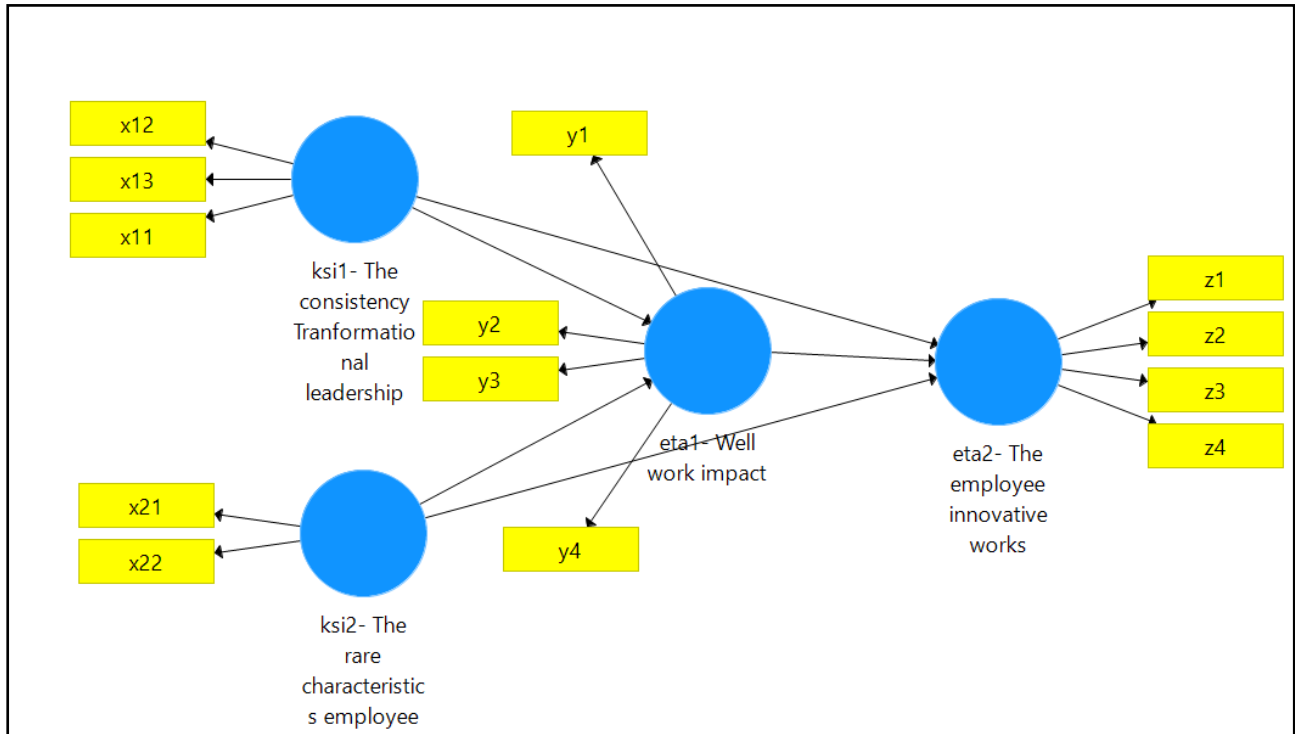 x12
x13
x11
ksi1- The
consistency
Tranformatio
nal
leadership
x21
x22
ksi2- The
rare
characteristic
s employee
y1
y2
y3
eta1- Well
work impact
y4
z1
z2
z3
z4
eta2- The
employee
innovative
works